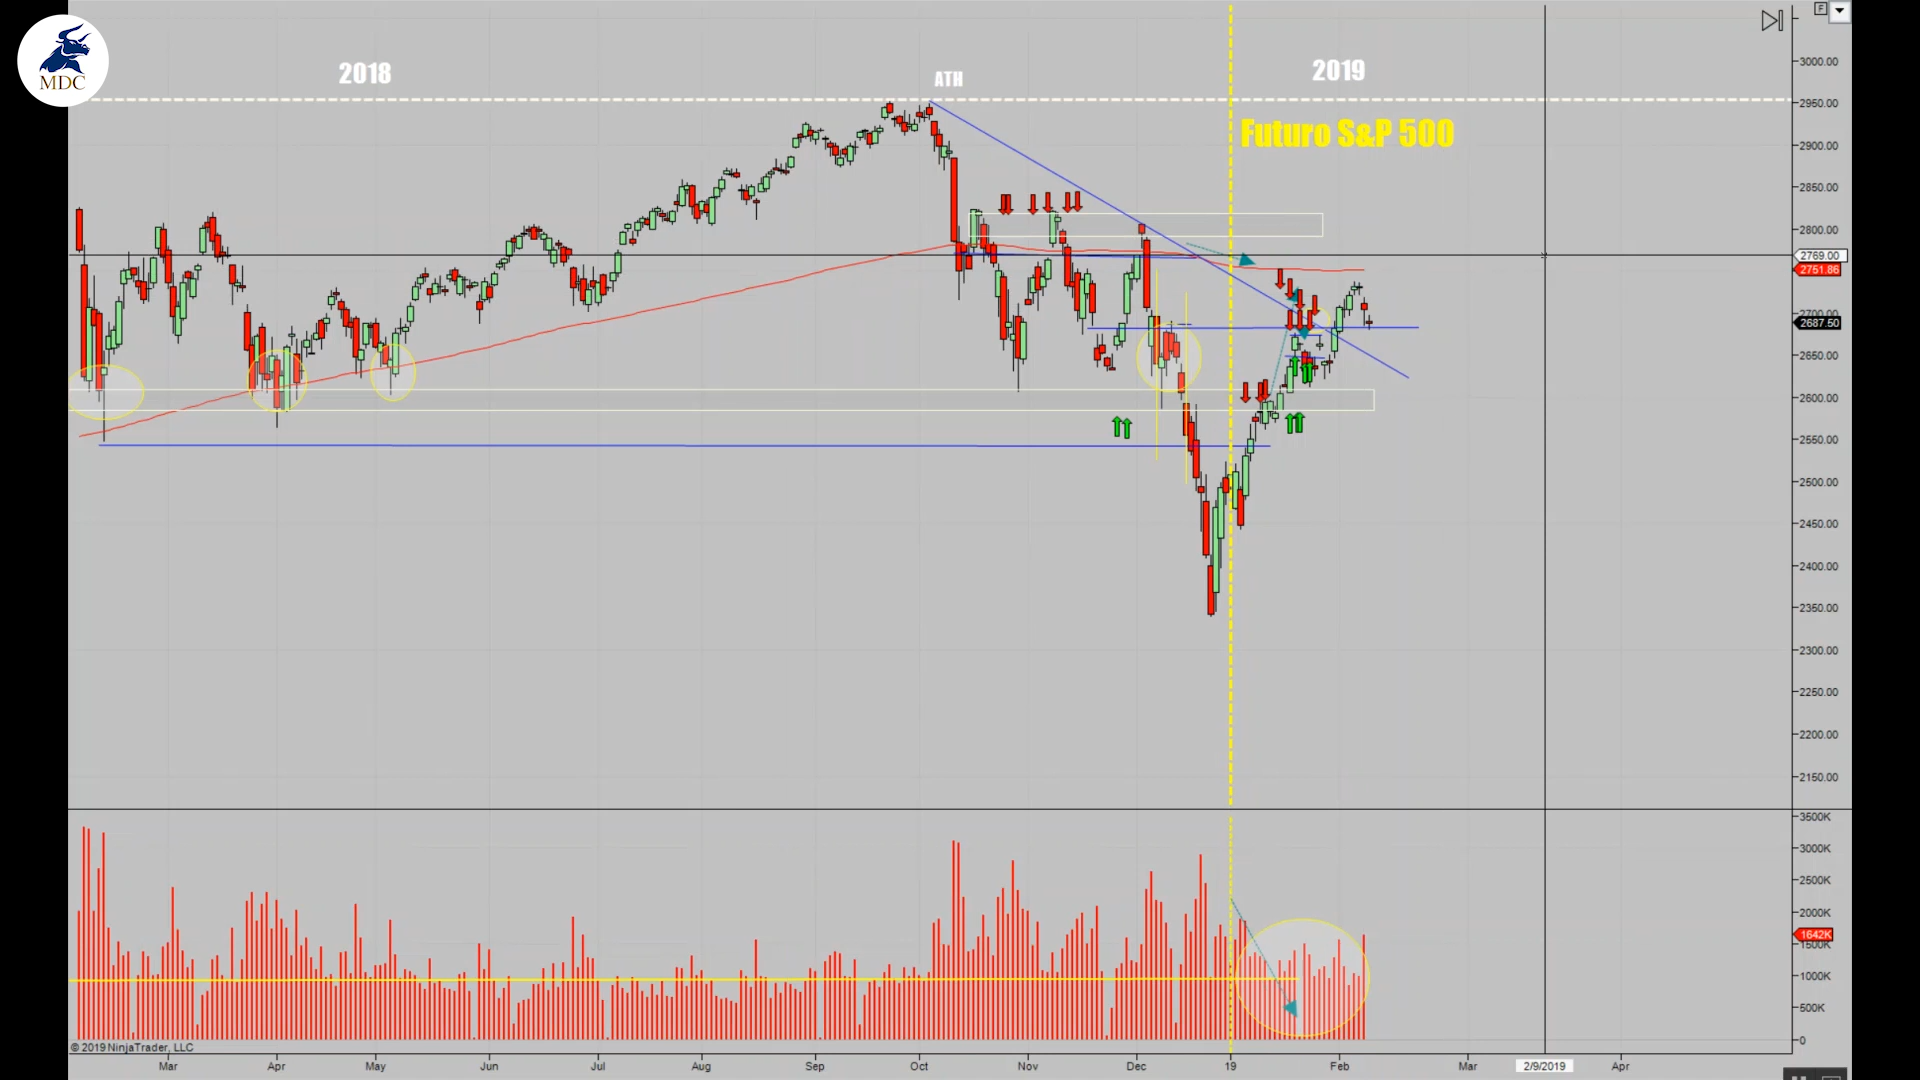 MDC
2018
ATH
2019
Futuro S&P 500
F
3000.00
2950.00
2900.00
2850.00
2800.00
2769.00
2751.86
2700.00
2687.50
2650.00
2600.00
2550.00
2500.00
2450.00
2400.00
2350.00
2300.00
2250.00
2200.00
2150.00
3500K
3000K
2500K
2000K
1642K
1500K
1000K
500K
0
© 2019 NinjaTrader, LLC
Mar Apr May Jun Jul Aug Sep Oct Nov Dec 19 Feb Mar 2/9/2019 Apr